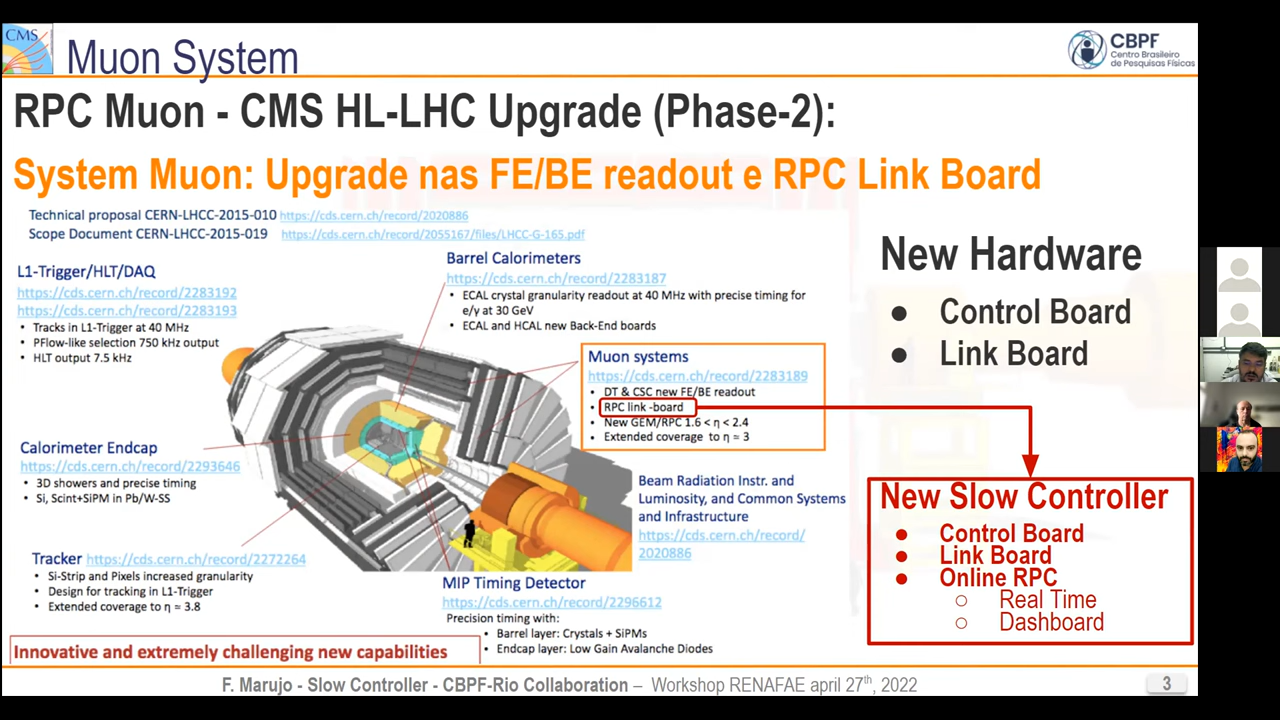 CMS
Muon System
CBPF
Centro Brasileiro
de Pesquisas Físicas
RPC Muon - CMS HL-LHC Upgrade (Phase-2):
System Muon: Upgrade nas FE/BE readout e RPC Link Board
Technical proposal CERN-LHCC-2015-010 https://cds.cern.ch/record/2020886
Scope Document CERN-LHCC-2015-019 https://cds.cern.ch/record/2055167/files/LHCC-G-165.pdf
L1-Trigger/HLT/DAQ
https://cds.cern.ch/record/2283192
https://cds.cern.ch/record/2283193
• Tracks in L1-Trigger at 40 MHz
• PFlow-like selection 750 kHz output
• HLT output 7.5 kHz
Barrel Calorimeters
https://cds.cern.ch/record/2283187
• ECAL crystal granularity readout at 40 MHz with precise timing for
e/γ at 30 GeV
• ECAL and HCAL new Back-End boards
Muon systems
https://cds.cern.ch/record/2283189
• DT & CSC new FE/BE readout
• RPC link -board
• New GEM/RPC 1.6 < η < 2.4
• Extended coverage to η ≃ 3
Calorimeter Endcap
https://cds.cern.ch/record/2293646
• 3D showers and precise timing
• Si, Scint+SiPM in Pb/W-SS
Beam Radiation Instr. and
Luminosity, and Common Systems
and Infrastructure
https://cds.cern.ch/record/
2020886
Tracker https://cds.cern.ch/record/2272264
• Si-Strip and Pixels increased granularity
• Design for tracking in L1-Trigger
• Extended coverage to η ≃ 3.8
MIP Timing Detector
https://cds.cern.ch/record/2296612
Precision timing with:
• Barrel layer: Crystals + SiPMs
• Endcap layer: Low Gain Avalanche Diodes
Innovative and extremely challenging new capabilities
New Hardware
● Control Board
● Link Board
New Slow Controller
● Control Board
● Link Board
● Online RPC
○ Real Time
○ Dashboard
F. Marujo - Slow Controller - CBPF-Rio Collaboration – Workshop RENAFAE april 27th, 2022
3